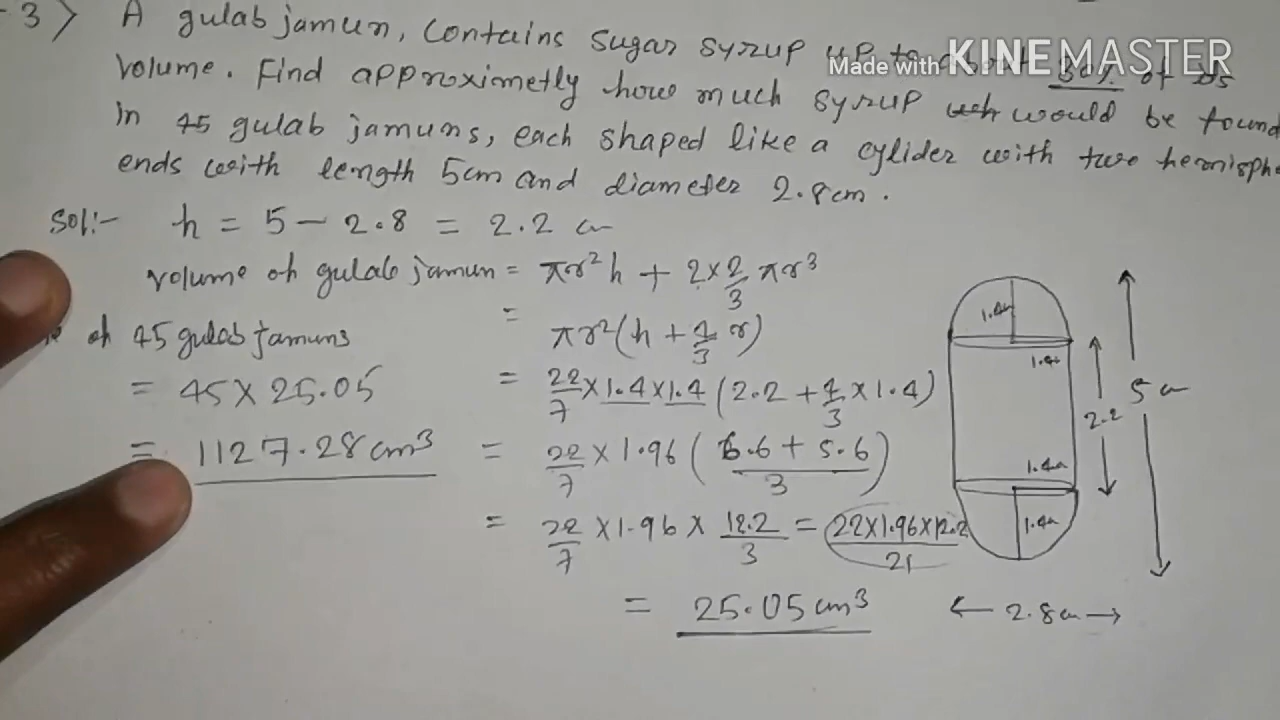 3) A gulab jamun, contains sugar syrup up to about 30% of its
volume. Find approximetly how much syrup would be found
in 45 gulab jamuns, each shaped like a cylider with two hemisphe
ends with length 5cm and diameter 2.8cm.
Made with KINEMASTER
Sol:- h = 5 - 2.8 = 2.2 cm
volume of gulab jamun = πr²h + 2×2/3 πr³
= πr²(h + 4/3 r)
= 22/7 × 1.4 × 1.4 (2.2 + 4/3 × 1.4)
= 22/7 × 1.96 (6.6 + 5.6 / 3)
= 22/7 × 1.96 × 12.2/3 = 22×1.96×12.2/21
= 25.05 cm³
of 45 gulab jamuns
= 45 × 25.05
= 1127.28 cm³
1.4
1.4
2.2
5 cm
1.4
1.4
2.8